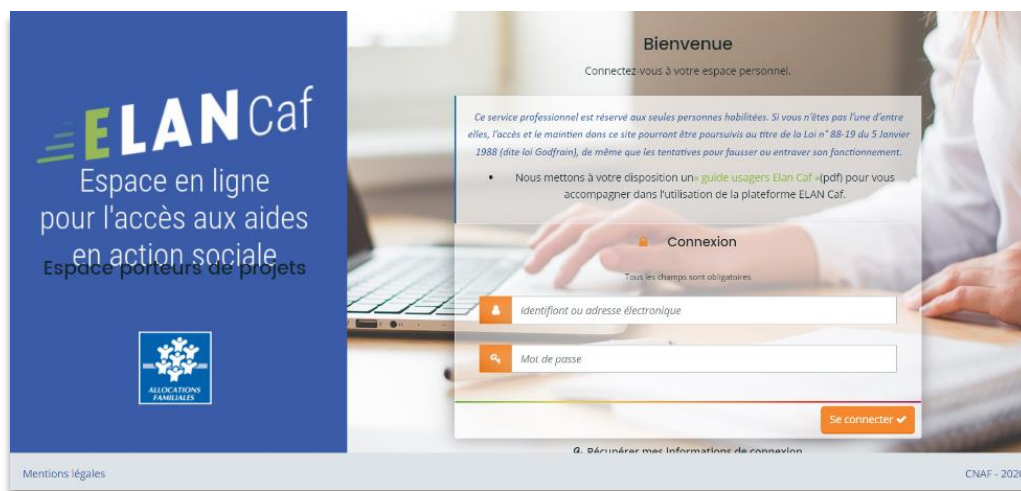 ELANCaf
Espace en ligne
pour l'accès aux aides
en action sociale
Espace porteurs de projets
ALLOCATIONS
FAMILIALES
Bienvenue
Connectez-vous à votre espace personnel.
Ce service professionnel est réservé aux seules personnes habilitées. Si vous n'êtes pas l'une d'entre
elles, l'accès et le maintien dans ce site pourront être poursuivis au titre de la Loi n° 88-19 du 5 Janvier
1988 (dite loi Godfrain), de même que les tentatives pour fausser ou entraver son fonctionnement.
• Nous mettons à votre disposition un« guide usagers Elan Caf »(pdf) pour vous
accompagner dans l'utilisation de la plateforme ELAN Caf.
Connexion
Tous les champs sont obligatoires
Identifiant ou adresse électronique
Mot de passe
Se connecter
Récupérer mes informations de connexion
Mentions légales
CNAF - 2026